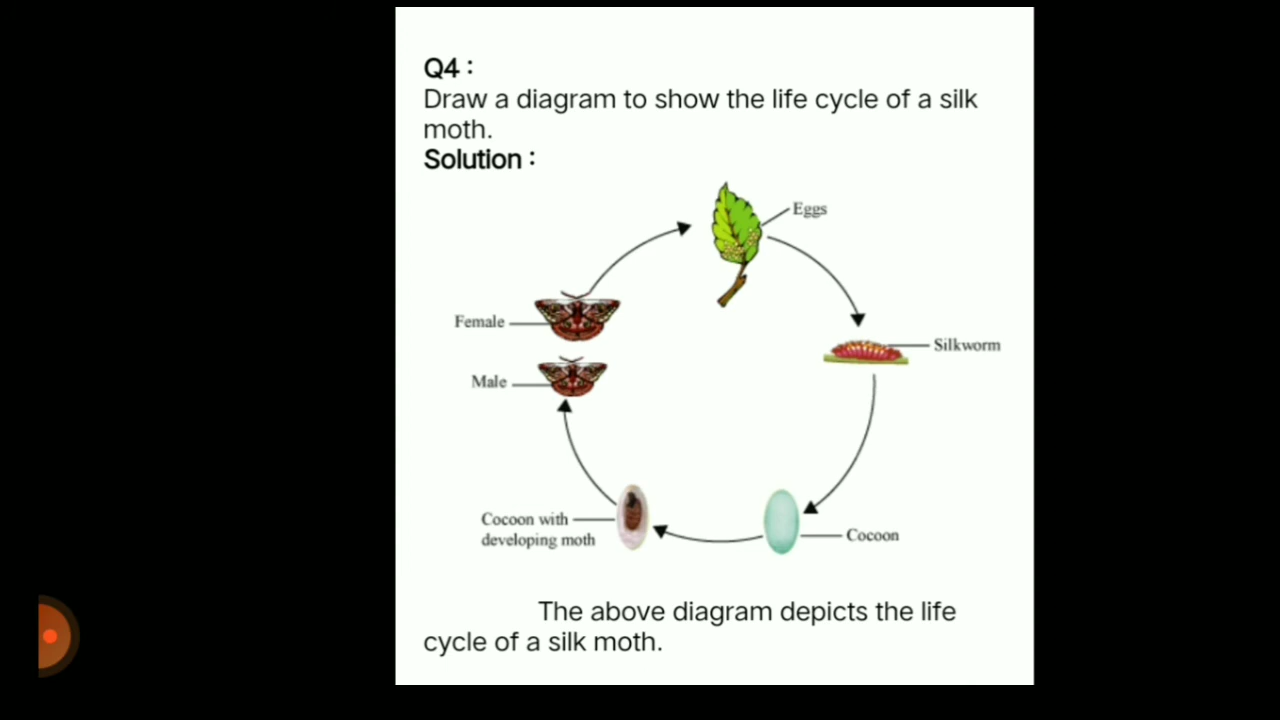 Q4 :
Draw a diagram to show the life cycle of a silk
moth.
Solution :
Eggs
Female
Silkworm
Male
Cocoon with
developing moth
Cocoon
The above diagram depicts the life
cycle of a silk moth.